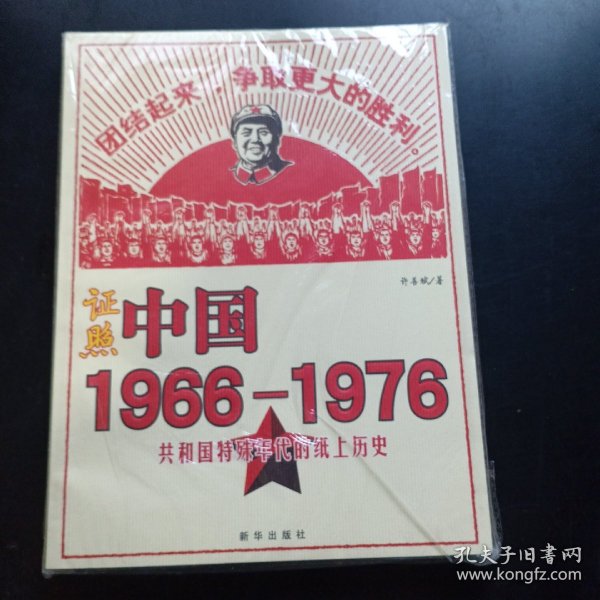 团结起来,争取更大的胜利。
许善斌/著
证照
中国
1966-1976
共和国特殊年代的纸上历史
新华出版社
孔夫子旧書网
www.kongfz.com